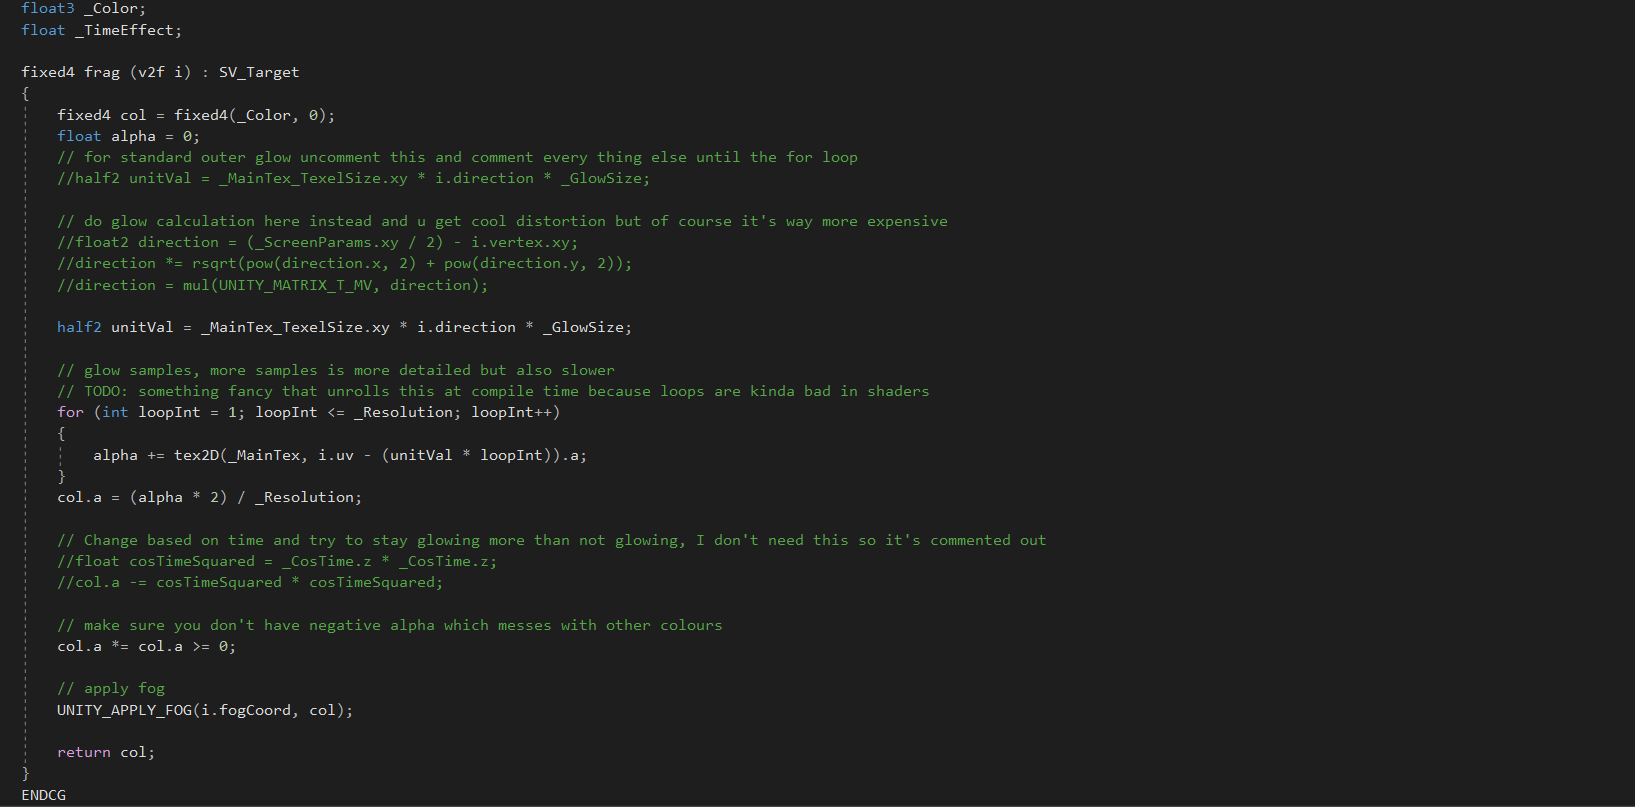 float3 _Color;
float _TimeEffect;
fixed4 frag (v2f i) : SV_Target
{
fixed4 col = fixed4(_Color, 0);
float alpha = 0;
// for standard outer glow uncomment this and comment every thing else until the for loop
//half2 unitVal = _MainTex_TexelSize.xy * i.direction * _GlowSize;
// do glow calculation here instead and u get cool distortion but of course it's way more expensive
//float2 direction = (_ScreenParams.xy / 2) - i.vertex.xy;
//direction *= rsqrt(pow(direction.x, 2) + pow(direction.y, 2));
//direction = mul(UNITY_MATRIX_T_MV, direction);
half2 unitVal = _MainTex_TexelSize.xy * i.direction * _GlowSize;
// glow samples, more samples is more detailed but also slower
// TODO: something fancy that unrolls this at compile time because loops are kinda bad in shaders
for (int loopInt = 1; loopInt <= _Resolution; loopInt++)
{
alpha += tex2D(_MainTex, i.uv - (unitVal * loopInt)).a;
}
col.a = (alpha * 2) / _Resolution;
// Change based on time and try to stay glowing more than not glowing, I don't need this so it's commented out
//float cosTimeSquared = _CosTime.z * _CosTime.z;
//col.a -= cosTimeSquared * cosTimeSquared;
// make sure you don't have negative alpha which messes with other colours
col.a *= col.a >= 0;
// apply fog
UNITY_APPLY_FOG(i.fogCoord, col);
return col;
}
ENDCG